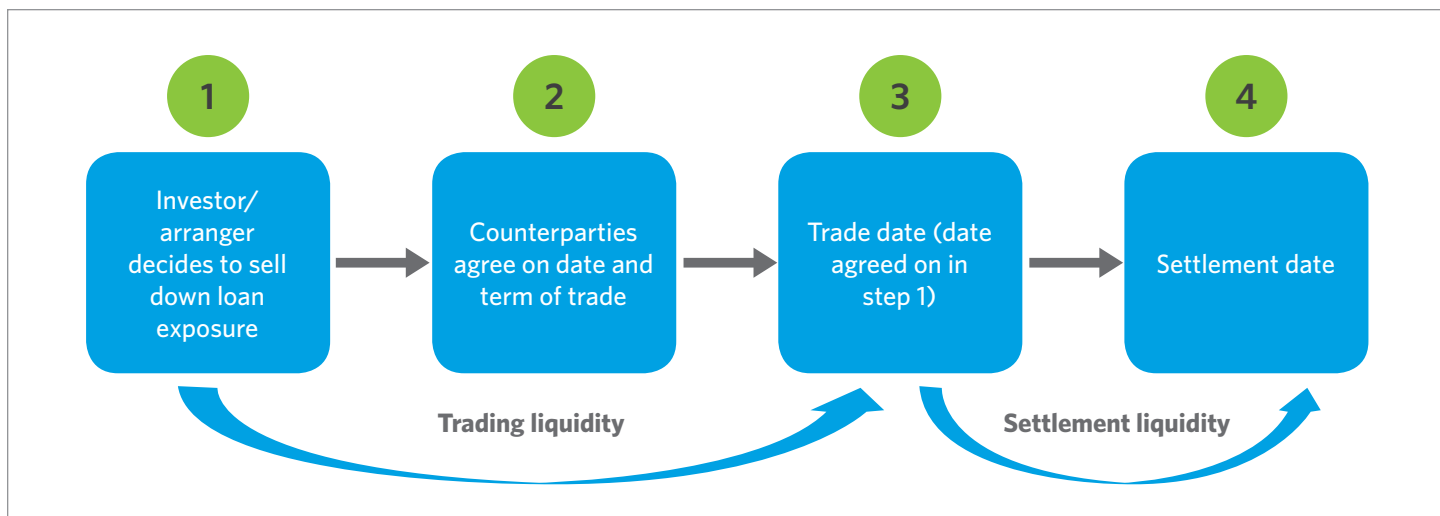 1
2
3
4
Investor/
arranger
decides to sell
down loan
exposure
Counterparties
agree on date and
term of trade
Trade date (date
agreed on in
step 1)
Settlement date
Trading liquidity
Settlement liquidity